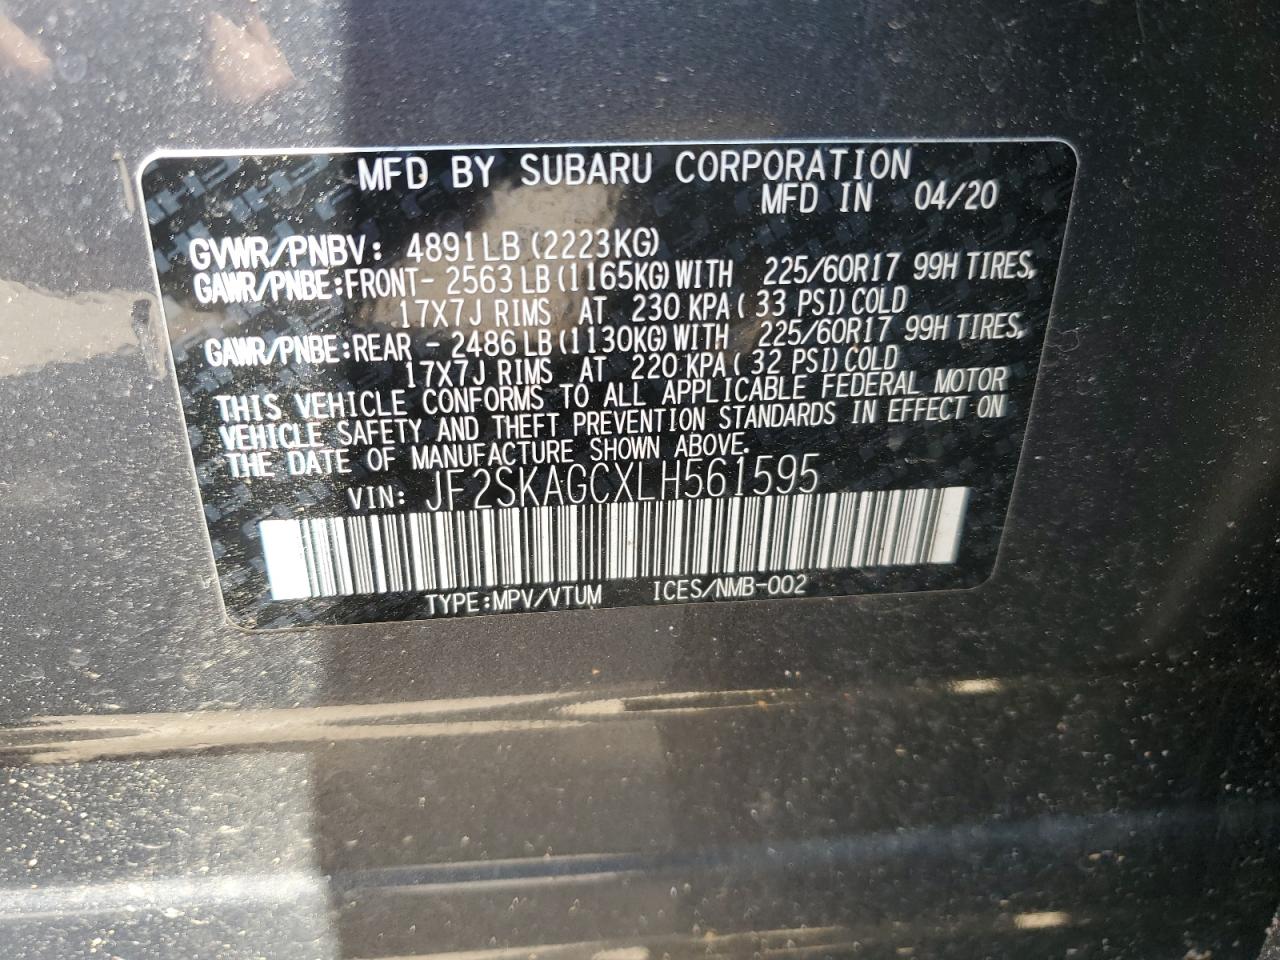 MFD BY SUBARU CORPORATION
MFD IN 04/20
GVWR/PNBV: 4891LB (2223KG)
GAWR/PNBE:FRONT- 2563LB(1165KG)WITH 225/60R17 99H TIRES,
17X7J RIMS AT 230 KPA( 33 PSI)COLD
GAWR/PNBE:REAR - 2486LB(1130KG)WITH 225/60R17 99H TIRES,
17X7J RIMS AT 220 KPA( 32 PSI)COLD
THIS VEHICLE CONFORMS TO ALL APPLICABLE FEDERAL MOTOR
VEHICLE SAFETY AND THEFT PREVENTION STANDARDS IN EFFECT ON
THE DATE OF MANUFACTURE SHOWN ABOVE.
VIN: JF2SKAGCXLH561595
TYPE:MPV/VTUM ICES/NMB-002